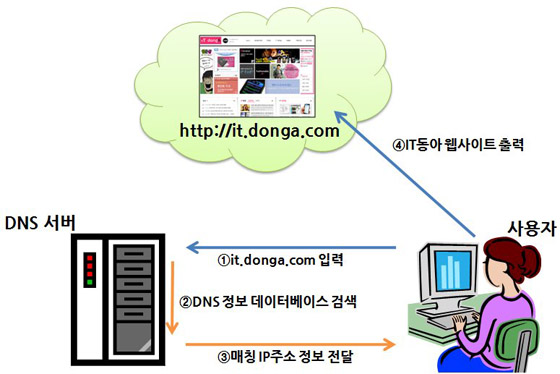 http://it.donga.com
④IT동아 웹사이트 출력
DNS 서버
사용자
①it.donga.com 입력
②DNS 정보 데이터베이스 검색
③매칭 IP주소 정보 전달